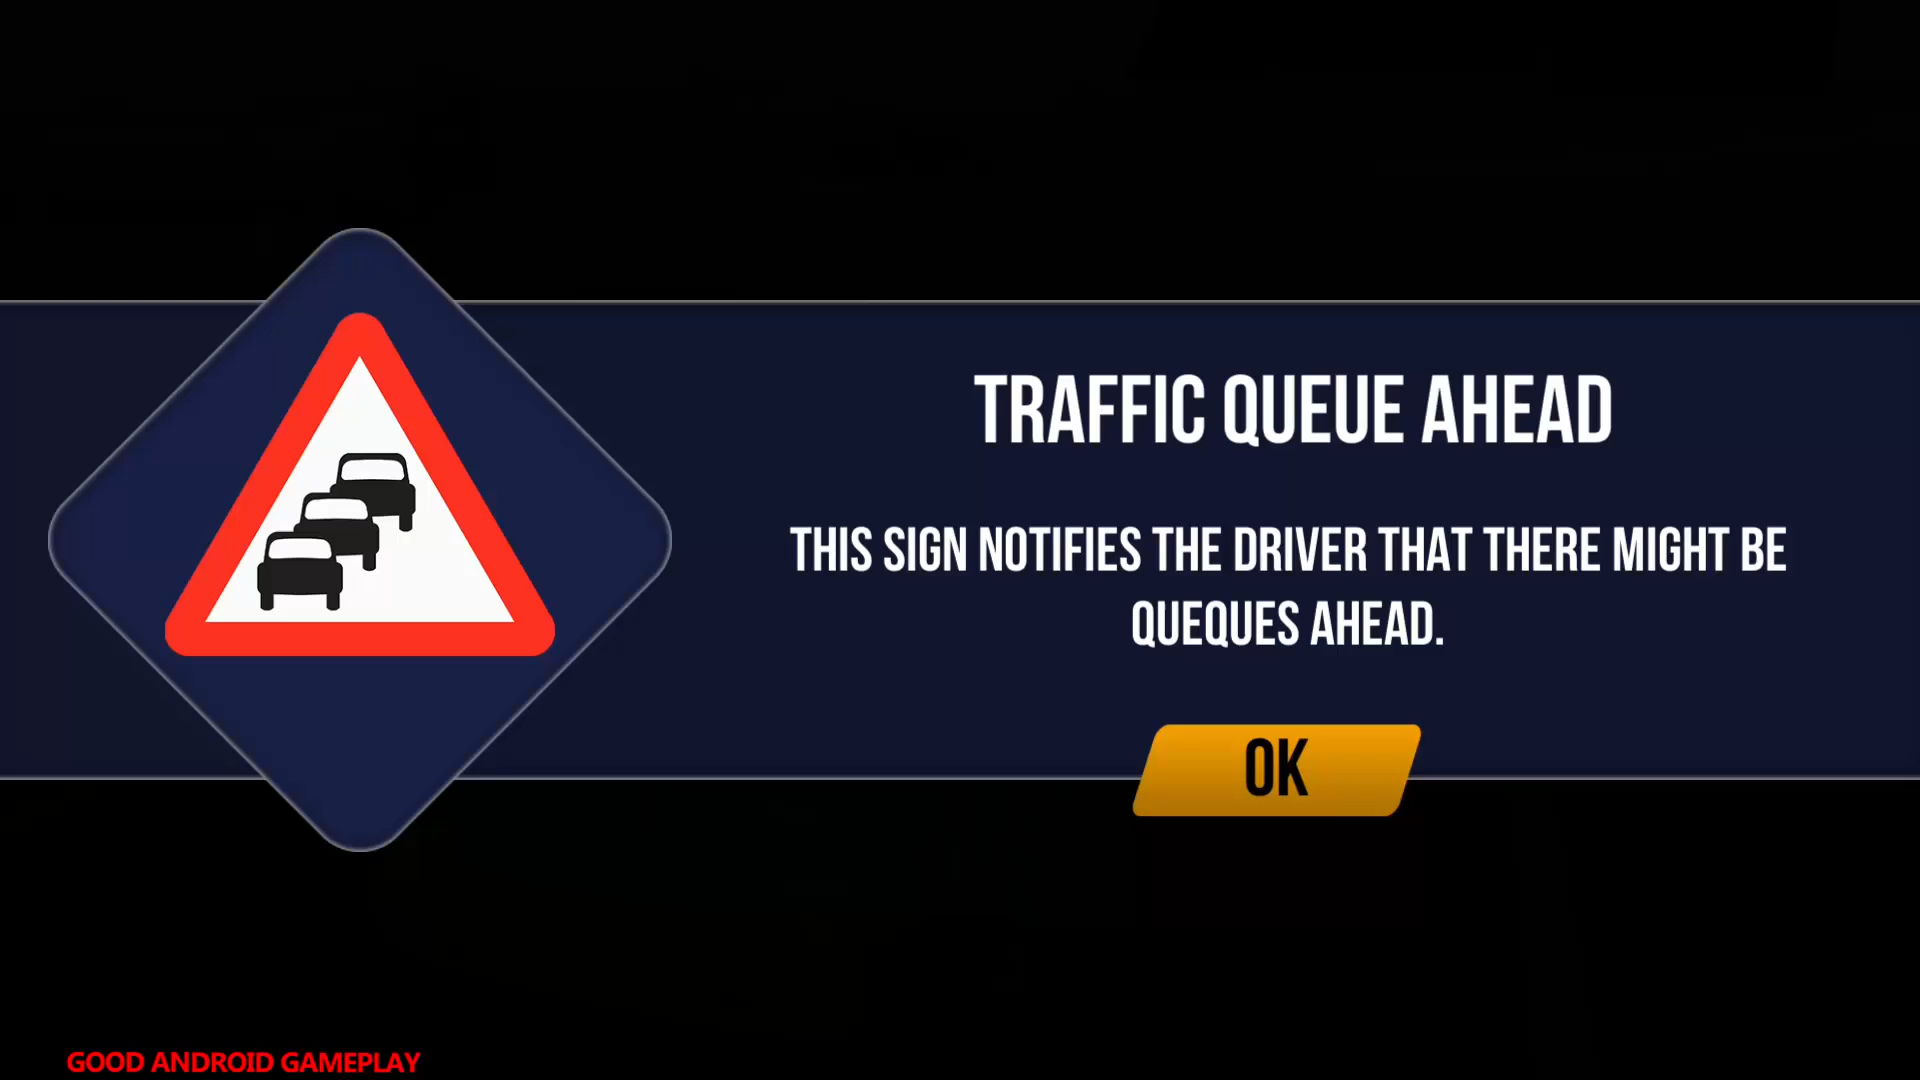 TRAFFIC QUEUE AHEAD
THIS SIGN NOTIFIES THE DRIVER THAT THERE MIGHT BE
QUEQUES AHEAD.
OK
GOOD ANDROID GAMEPLAY